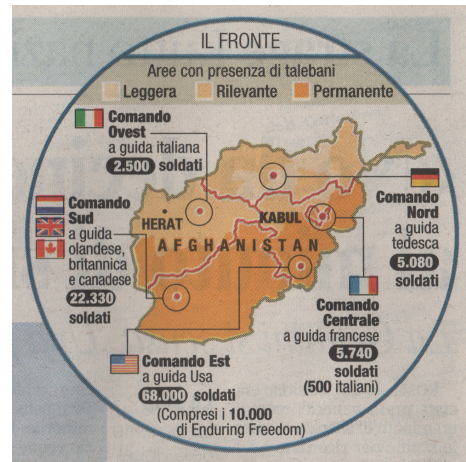 IL FRONTE
Aree con presenza di talebani
Leggera Rilevante Permanente
Comando
Ovest
a guida italiana
2.500 soldati
Comando
Sud
a guida
olandese,
britannica
e canadese
22.330
soldati
HERAT
KABUL
AFGHANISTAN
Comando
Nord
a guida
tedesca
5.080
soldati
Comando
Centrale
a guida francese
5.740
soldati
(500 italiani)
Comando Est
a guida Usa
68.000 soldati
(Compresi i 10.000
di Enduring Freedom)